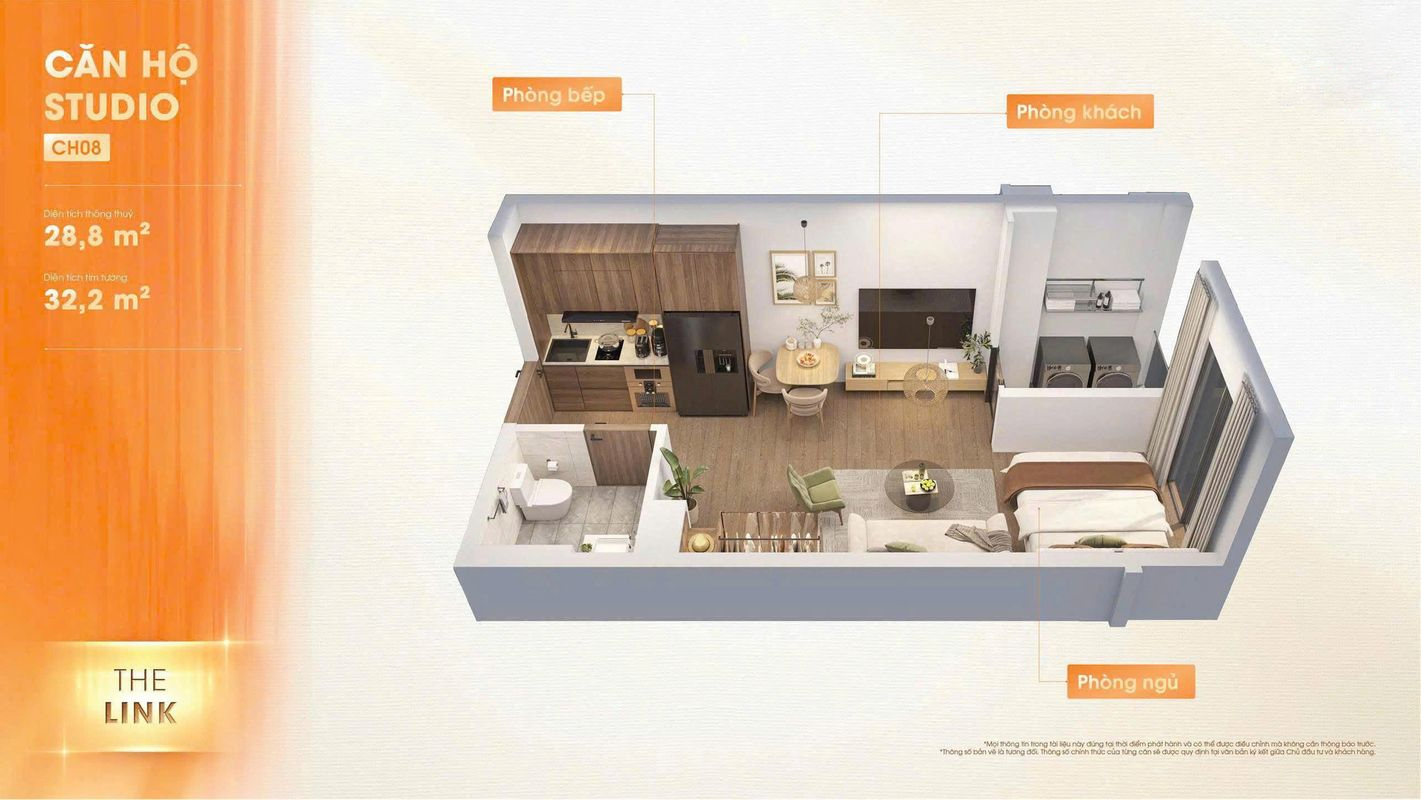 CĂN HỘ
STUDIO
CH08
Diện tích thông thuỷ
28,8 m²
Diện tích tim tường
32,2 m²
Phòng bếp
Phòng khách
Phòng ngủ
THE
LINK
*Mọi thông tin trong tài liệu này đúng tại thời điểm phát hành và có thể được điều chỉnh mà không cần thông báo trước.
*Thông số bản vẽ là tương đối. Thông số chính thức của từng căn sẽ được quy định tại văn bản ký kết giữa Chủ đầu tư và khách hàng.